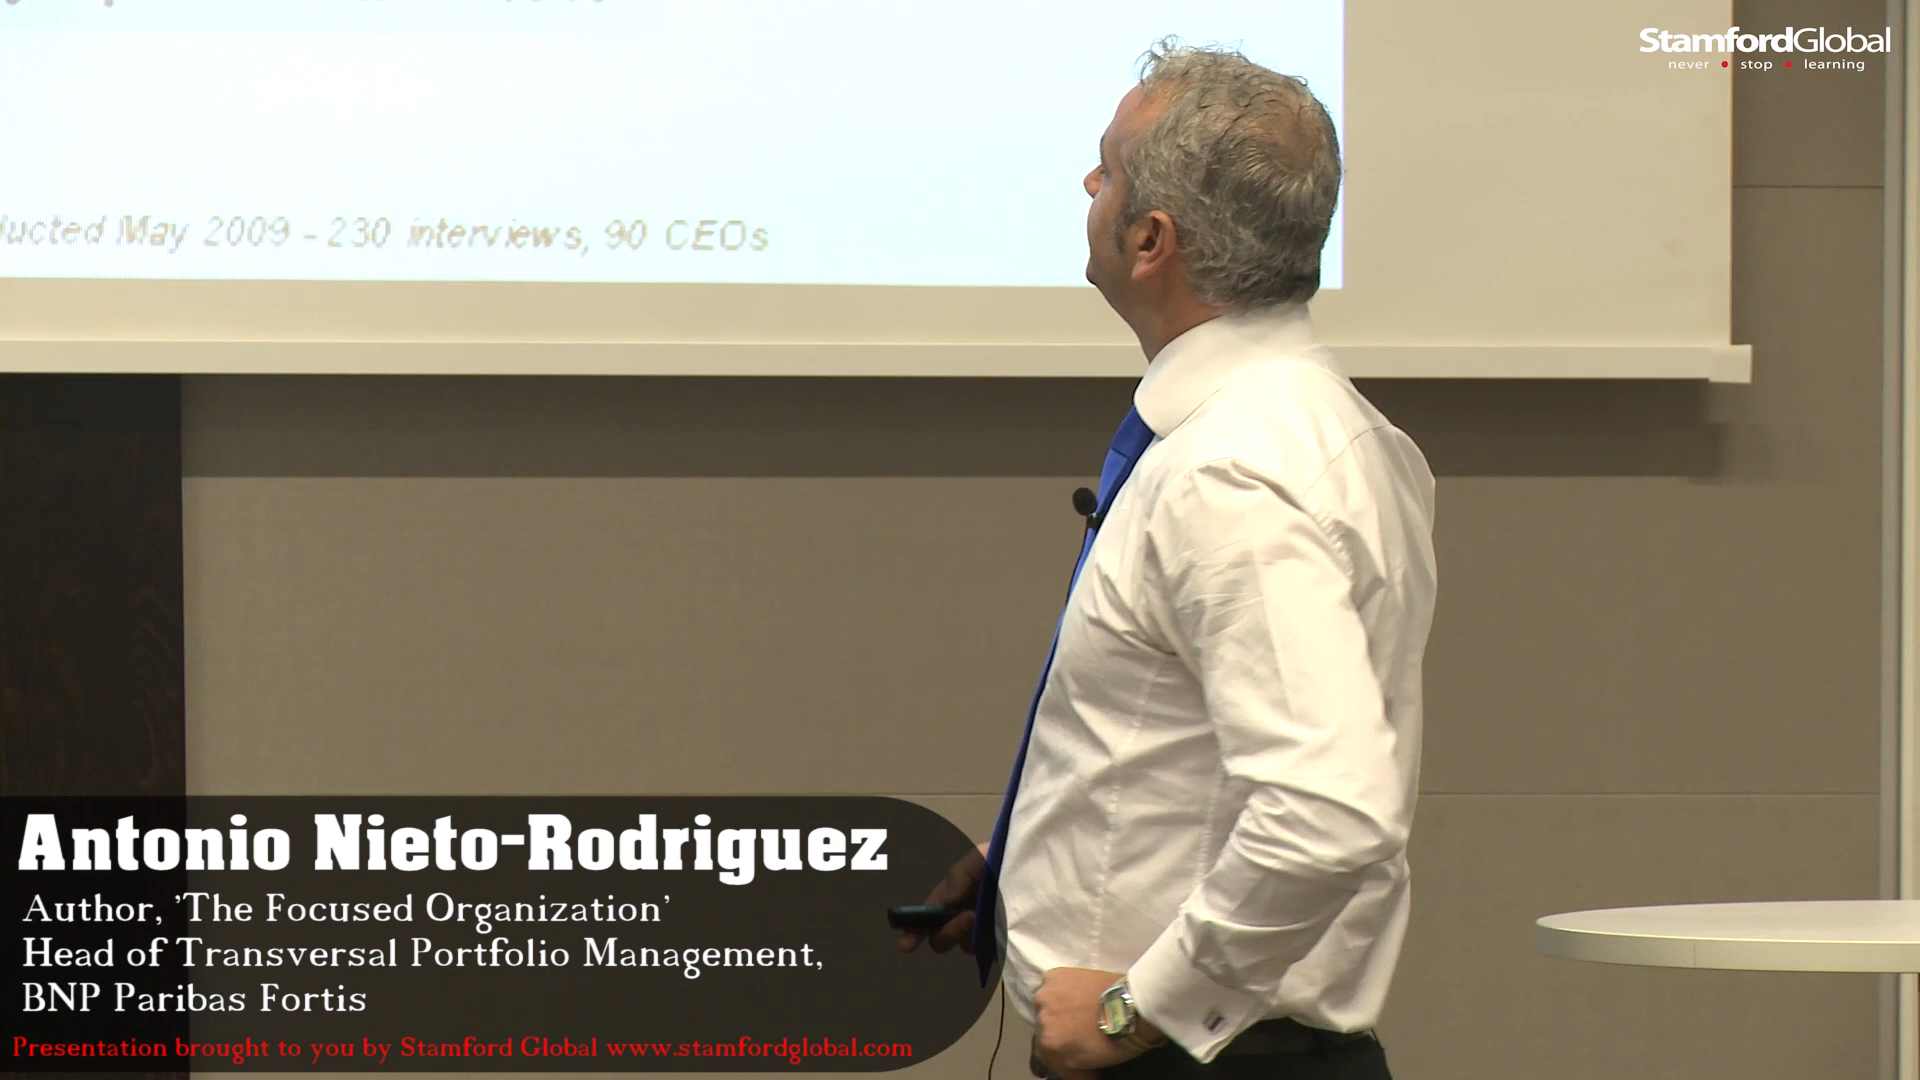 StamfordGlobal
never • stop • learning
May 2009 - 230 interviews, 90 CEOs
Antonio Nieto-Rodriguez
Author, 'The Focused Organization'
Head of Transversal Portfolio Management,
BNP Paribas Fortis
Presentation brought to you by Stamford Global www.stamfordglobal.com